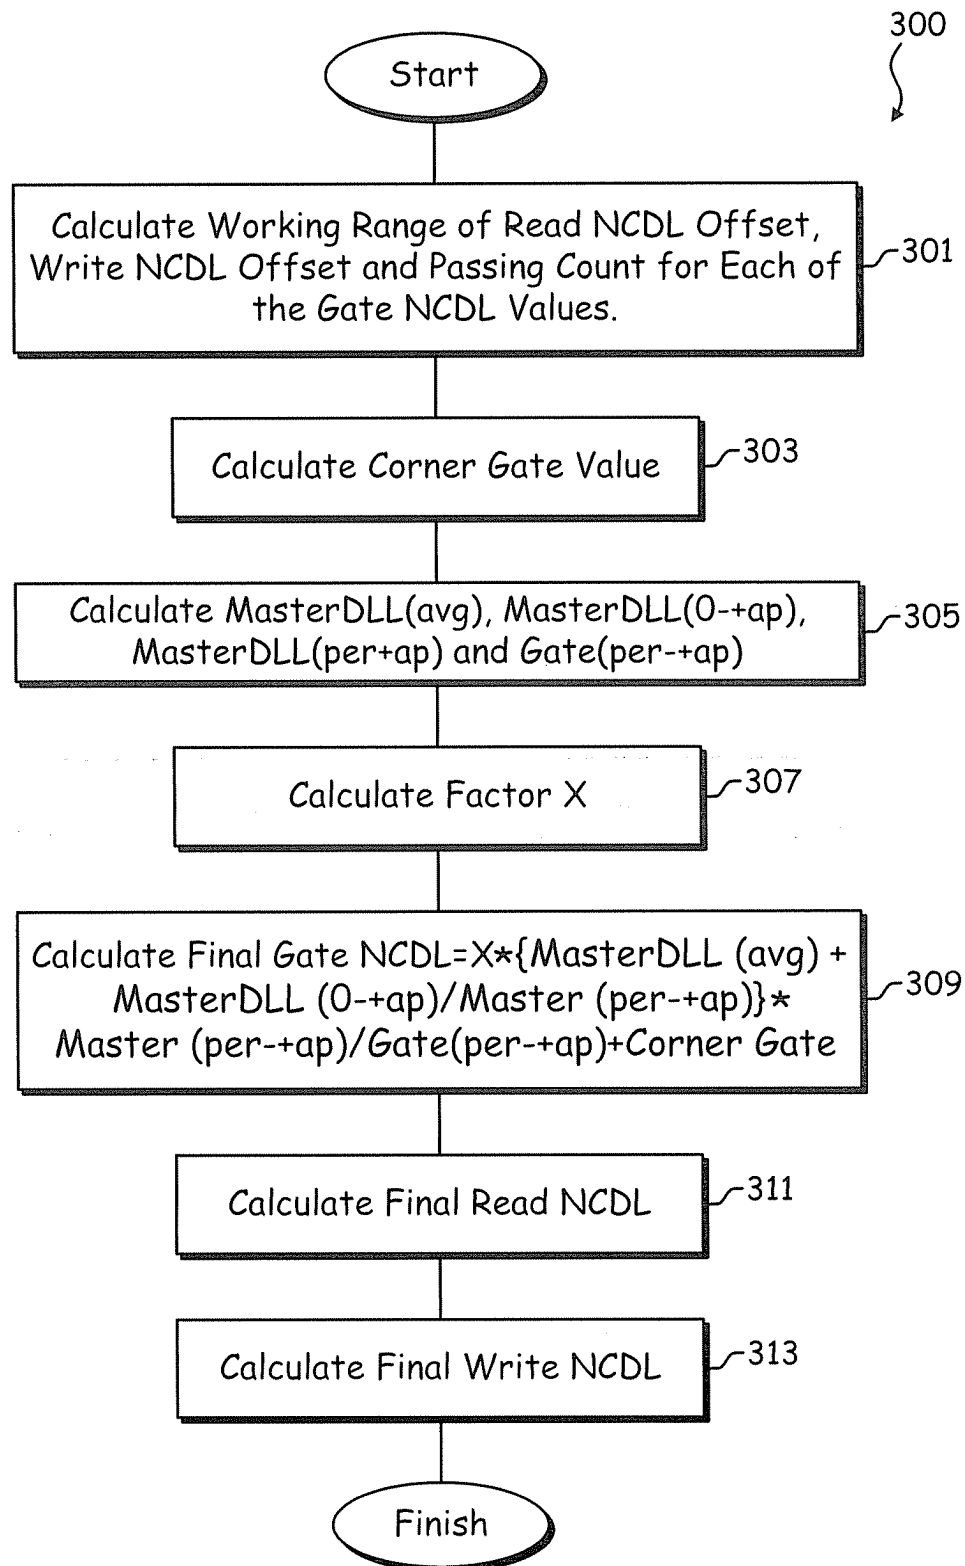 300
Start
Calculate Working Range of Read NCDL Offset,
Write NCDL Offset and Passing Count for Each of
the Gate NCDL Values.
301
Calculate Corner Gate Value
303
Calculate MasterDLL(avg), MasterDLL(0-+ap),
MasterDLL(per+ap) and Gate(per-+ap)
305
Calculate Factor X
307
Calculate Final Gate NCDL=X*{MasterDLL (avg) +
MasterDLL (0-+ap)/Master (per-+ap)}*
Master (per-+ap)/Gate(per-+ap)+Corner Gate
309
Calculate Final Read NCDL
311
Calculate Final Write NCDL
313
Finish